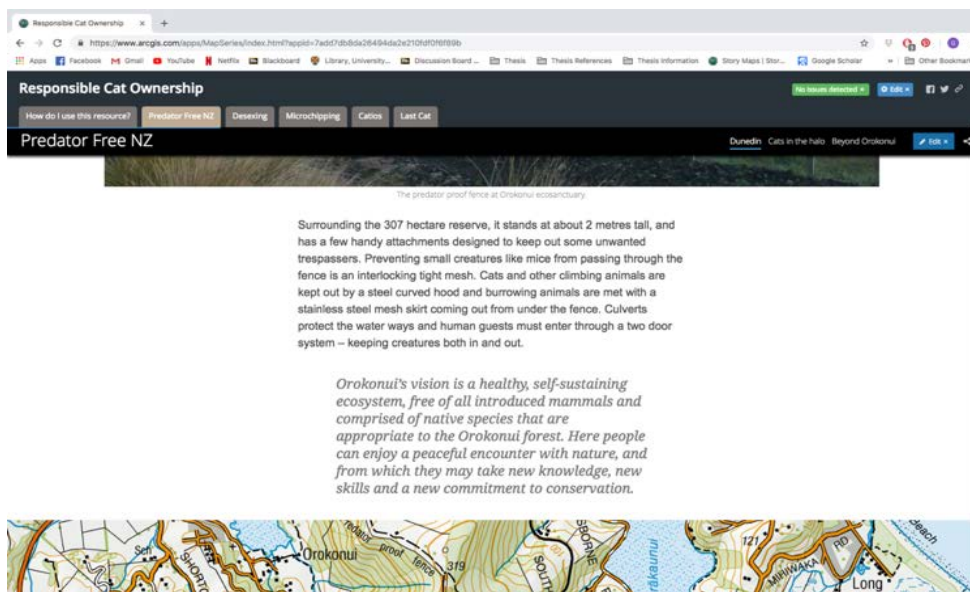 Responsible Cat Ownership
https://www.arcgis.com/apps/MapSeries/index.html?appid=7add7db8da26494da2e210fdf0f6f89b
Apps Facebook Gmail YouTube Netflix Blackboard Library, University... Discussion Board ... Thesis Thesis References Thesis Information Story Maps | Stor... Google Scholar » Other Bookmar
Responsible Cat Ownership No issues detected Edit
How do I use this resource? Predator Free NZ Desexing Microchipping Catios Last Cat
Predator Free NZ Dunedin Cats in the halo Beyond Orokonui Edit
The predator proof fence at Orokonui ecosanctuary.
Surrounding the 307 hectare reserve, it stands at about 2 metres tall, and
has a few handy attachments designed to keep out some unwanted
trespassers. Preventing small creatures like mice from passing through the
fence is an interlocking tight mesh. Cats and other climbing animals are
kept out by a steel curved hood and burrowing animals are met with a
stainless steel mesh skirt coming out from under the fence. Culverts
protect the water ways and human guests must enter through a two door
system – keeping creatures both in and out.
Orokonui's vision is a healthy, self-sustaining
ecosystem, free of all introduced mammals and
comprised of native species that are
appropriate to the Orokonui forest. Here people
can enjoy a peaceful encounter with nature, and
from which they may take new knowledge, new
skills and a new commitment to conservation.
Sch
SHORT
Orokonui
predator proof fence
319
SOUTH
OSBORNE
121
MIHIWAKA RD
Long
Beach